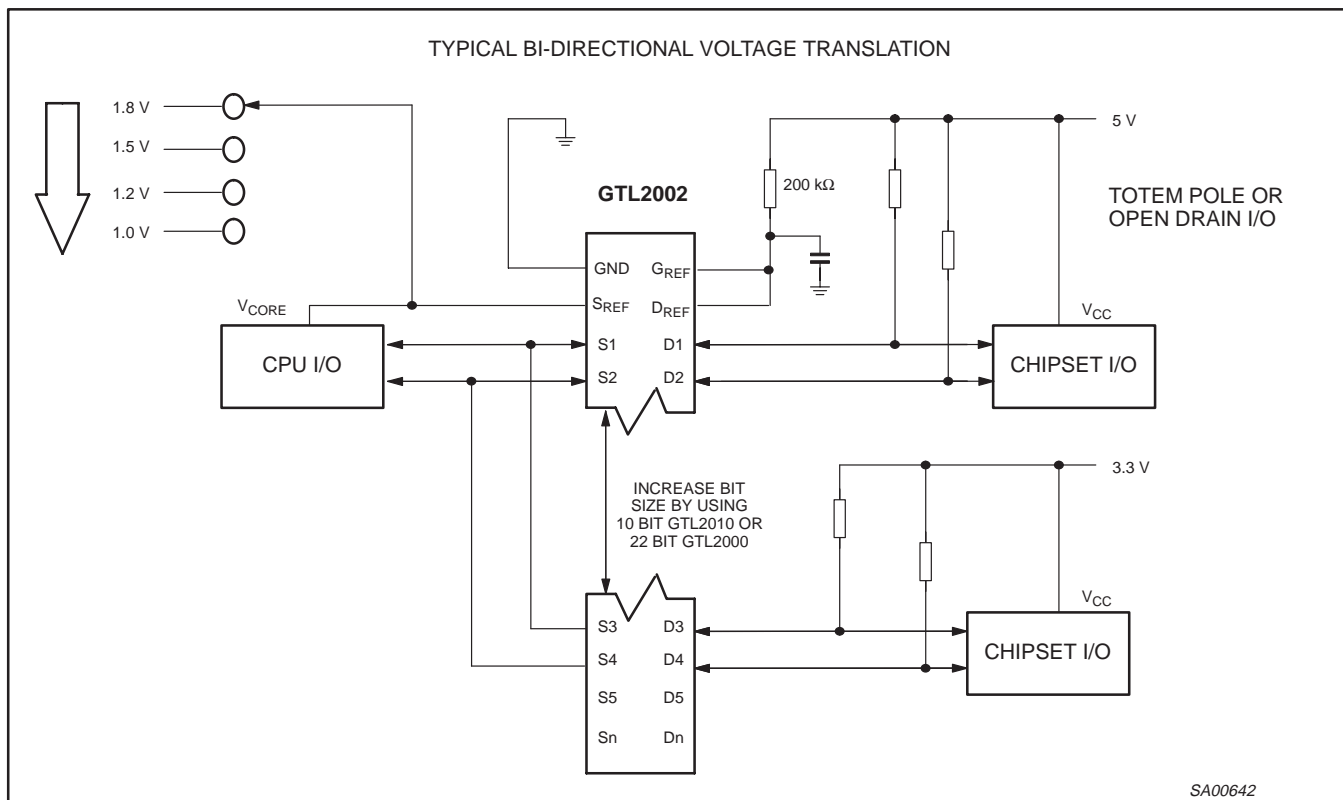 TYPICAL BI-DIRECTIONAL VOLTAGE TRANSLATION
1.8 V
1.5 V
1.2 V
1.0 V
5 V
200 kΩ
GTL2002
TOTEM POLE OR
OPEN DRAIN I/O
GND
GREF
SREF
DREF
VCORE
VCC
CPU I/O
S1
D1
S2
D2
CHIPSET I/O
3.3 V
INCREASE BIT
SIZE BY USING
10 BIT GTL2010 OR
22 BIT GTL2000
VCC
S3
D3
S4
D4
CHIPSET I/O
S5
D5
Sn
Dn
SA00642